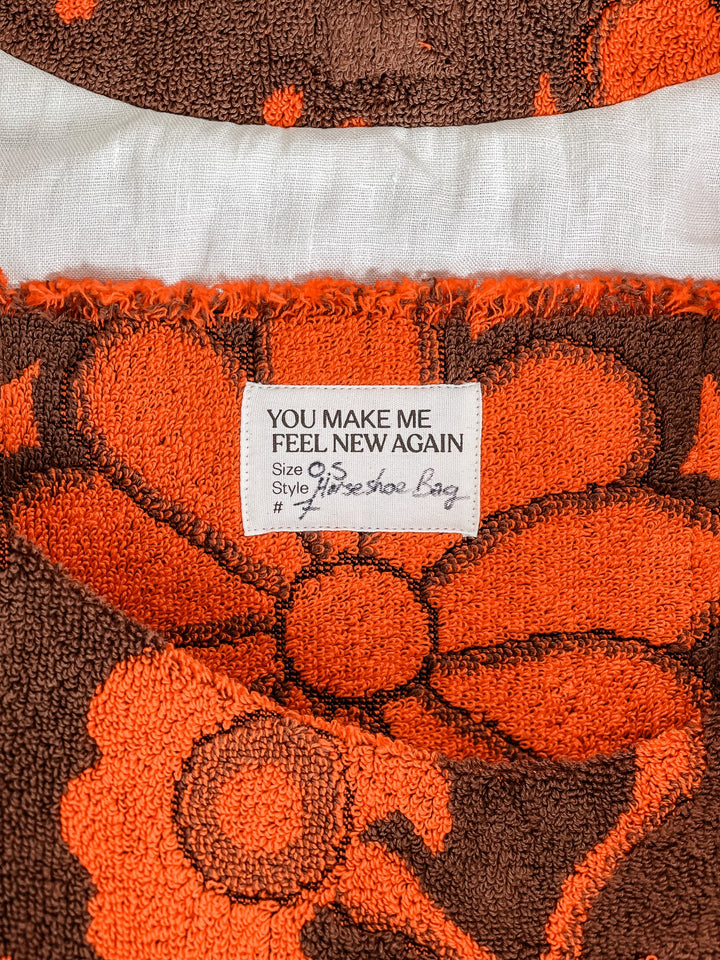 YOU MAKE ME
FEEL NEW AGAIN
Size O.S
Style Horseshoe Bag
# 7